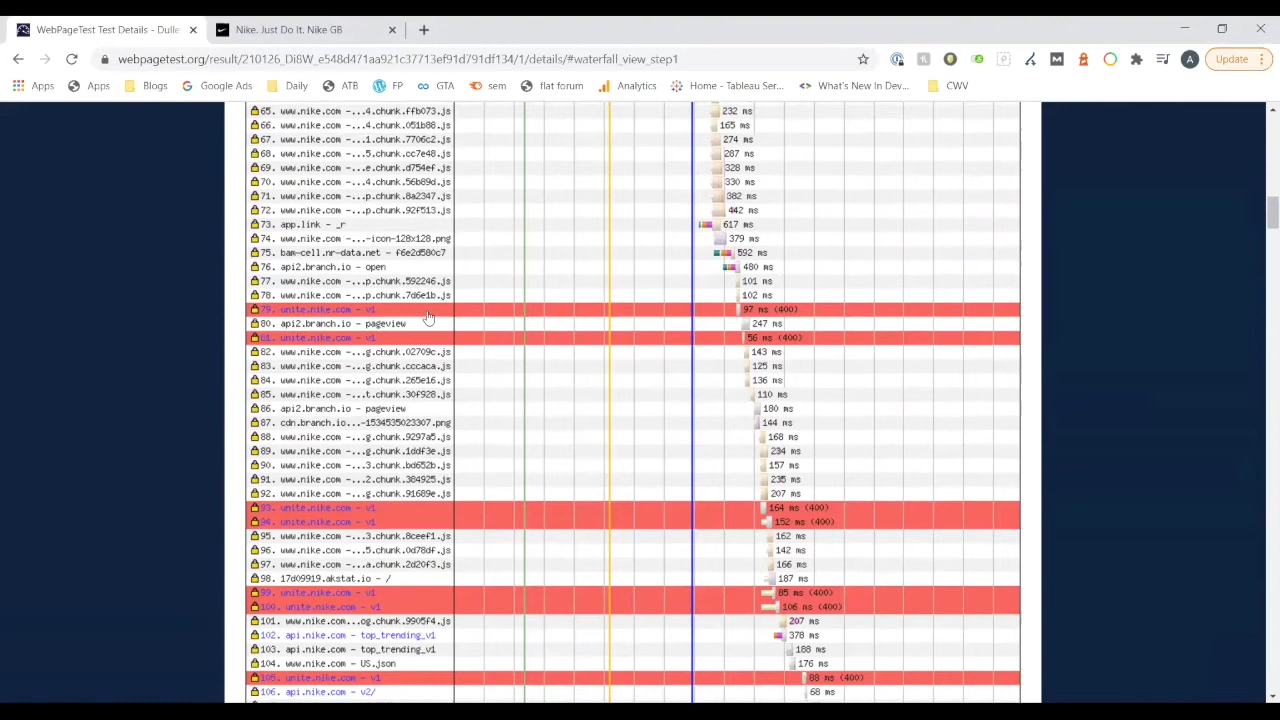 WebPageTest Test Details - Dulle
Nike. Just Do It. Nike GB
webpagetest.org/result/210126_Di6W_e548d471aa921c37713ef91d791df134/1/details/#waterfall_view_step1
A
Update
Apps Apps Blogs Google Ads Daily ATB FP GTA sem flat forum Analytics Home - Tableau Ser... What's New In Dev... CWV
65. www.nike.com -...4.chunk.ffb073.js 232 ms
66. www.nike.com -...4.chunk.051b88.js 165 ms
67. www.nike.com -...1.chunk.7706c2.js 274 ms
68. www.nike.com -...5.chunk.cc7e48.js 287 ms
69. www.nike.com -...e.chunk.d754ef.js 328 ms
70. www.nike.com -...4.chunk.56b89d.js 330 ms
71. www.nike.com -...p.chunk.8a2347.js 382 ms
72. www.nike.com -...p.chunk.92f513.js 442 ms
73. app.link - _r 617 ms
74. www.nike.com -...-icon-128x128.png 379 ms
75. bam-cell.nr-data.net - f6e2d580c7 592 ms
76. api2.branch.io - open 480 ms
77. www.nike.com -...p.chunk.592246.js 101 ms
78. www.nike.com -...p.chunk.7d6e1b.js 102 ms
79. unite.nike.com - v1 97 ms (400)
80. api2.branch.io - pageview 247 ms
81. unite.nike.com - v1 56 ms (400)
82. www.nike.com -...g.chunk.02709c.js 143 ms
83. www.nike.com -...g.chunk.cccaca.js 125 ms
84. www.nike.com -...g.chunk.265e16.js 136 ms
85. www.nike.com -...t.chunk.30f928.js 110 ms
86. api2.branch.io - pageview 180 ms
87. cdn.branch.io...-1534535023307.png 144 ms
88. www.nike.com -...g.chunk.9297a5.js 168 ms
89. www.nike.com -...g.chunk.1ddf3e.js 234 ms
90. www.nike.com -...3.chunk.bd652b.js 157 ms
91. www.nike.com -...2.chunk.384925.js 235 ms
92. www.nike.com -...g.chunk.91689e.js 207 ms
93. unite.nike.com - v1 164 ms (400)
94. unite.nike.com - v1 152 ms (400)
95. www.nike.com -...3.chunk.8ceef1.js 162 ms
96. www.nike.com -...5.chunk.0d78df.js 142 ms
97. www.nike.com -...a.chunk.2d20f3.js 166 ms
98. 17d09919.akstat.io - / 187 ms
99. unite.nike.com - v1 85 ms (400)
100. unite.nike.com - v1 106 ms (400)
101. www.nike.com -...og.chunk.9905f4.js 207 ms
102. api.nike.com - top_trending_v1 378 ms
103. api.nike.com - top_trending_v1 188 ms
104. www.nike.com - US.json 176 ms
105. unite.nike.com - v1 88 ms (400)
106. api.nike.com - v2/ 68 ms